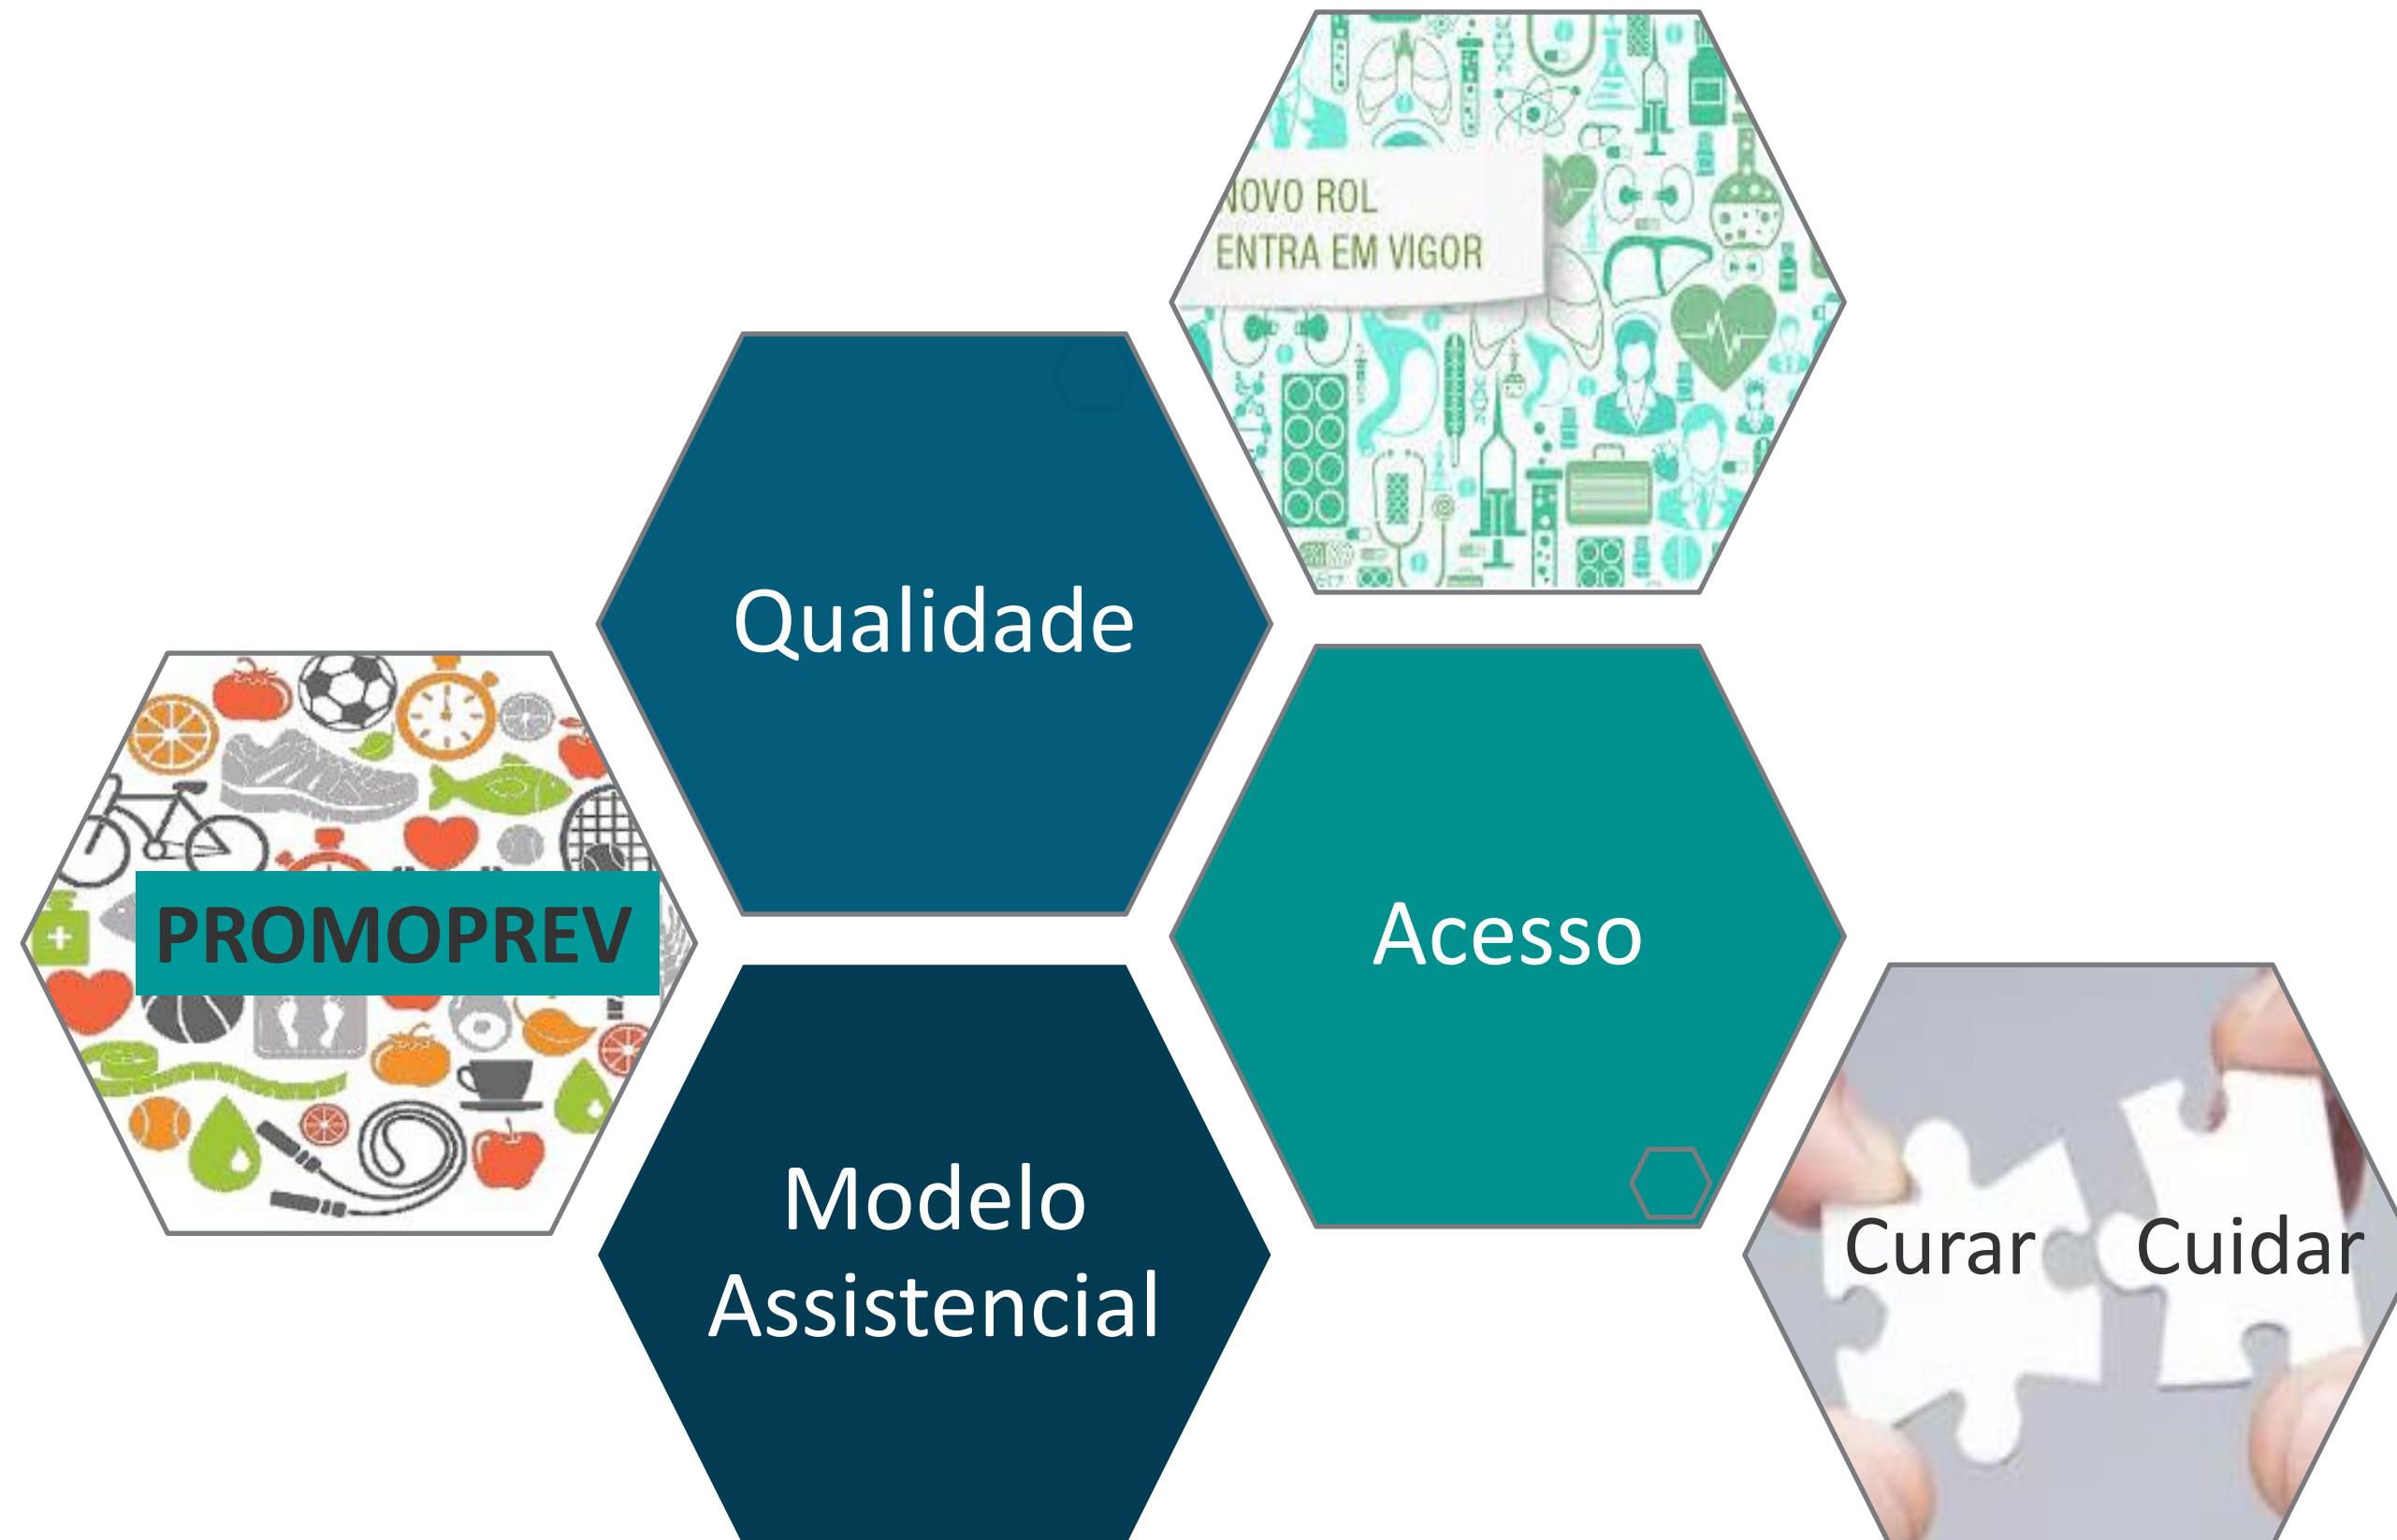 NOVO ROL
ENTRA EM VIGOR
Qualidade
PROMOPREV
Acesso
Modelo
Assistencial
Curar
Cuidar